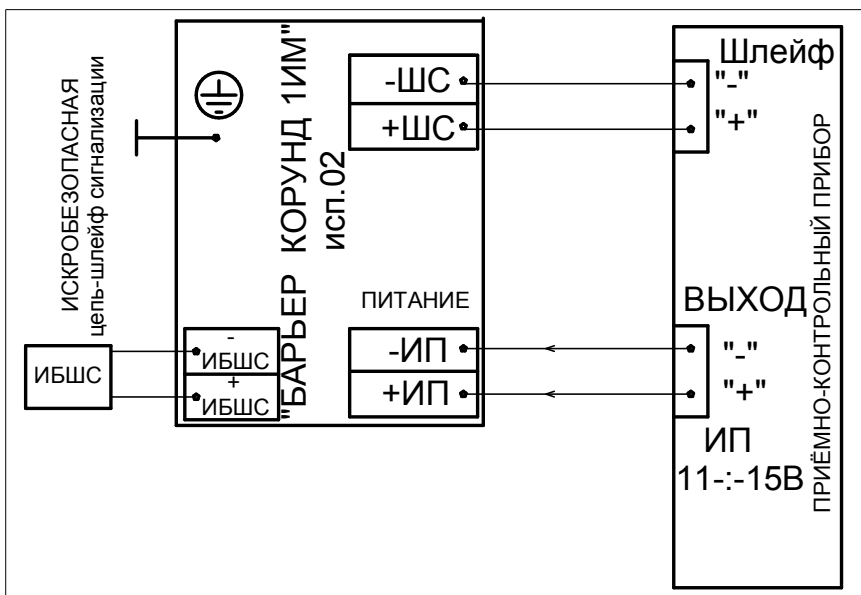 ИСКРОБЕЗОПАСНАЯ
цепь-шлейф сигнализации
ИБШС
-
ИБШС
+
ИБШС
"БАРЬЕР КОРУНД 1ИМ"
исп.02
-ШС
+ШС
ПИТАНИЕ
-ИП
+ИП
Шлейф
"-"
"+"
ВЫХОД
"-"
"+"
ИП
11-:-15В
ПРИЁМНО-КОНТРОЛЬНЫЙ ПРИБОР